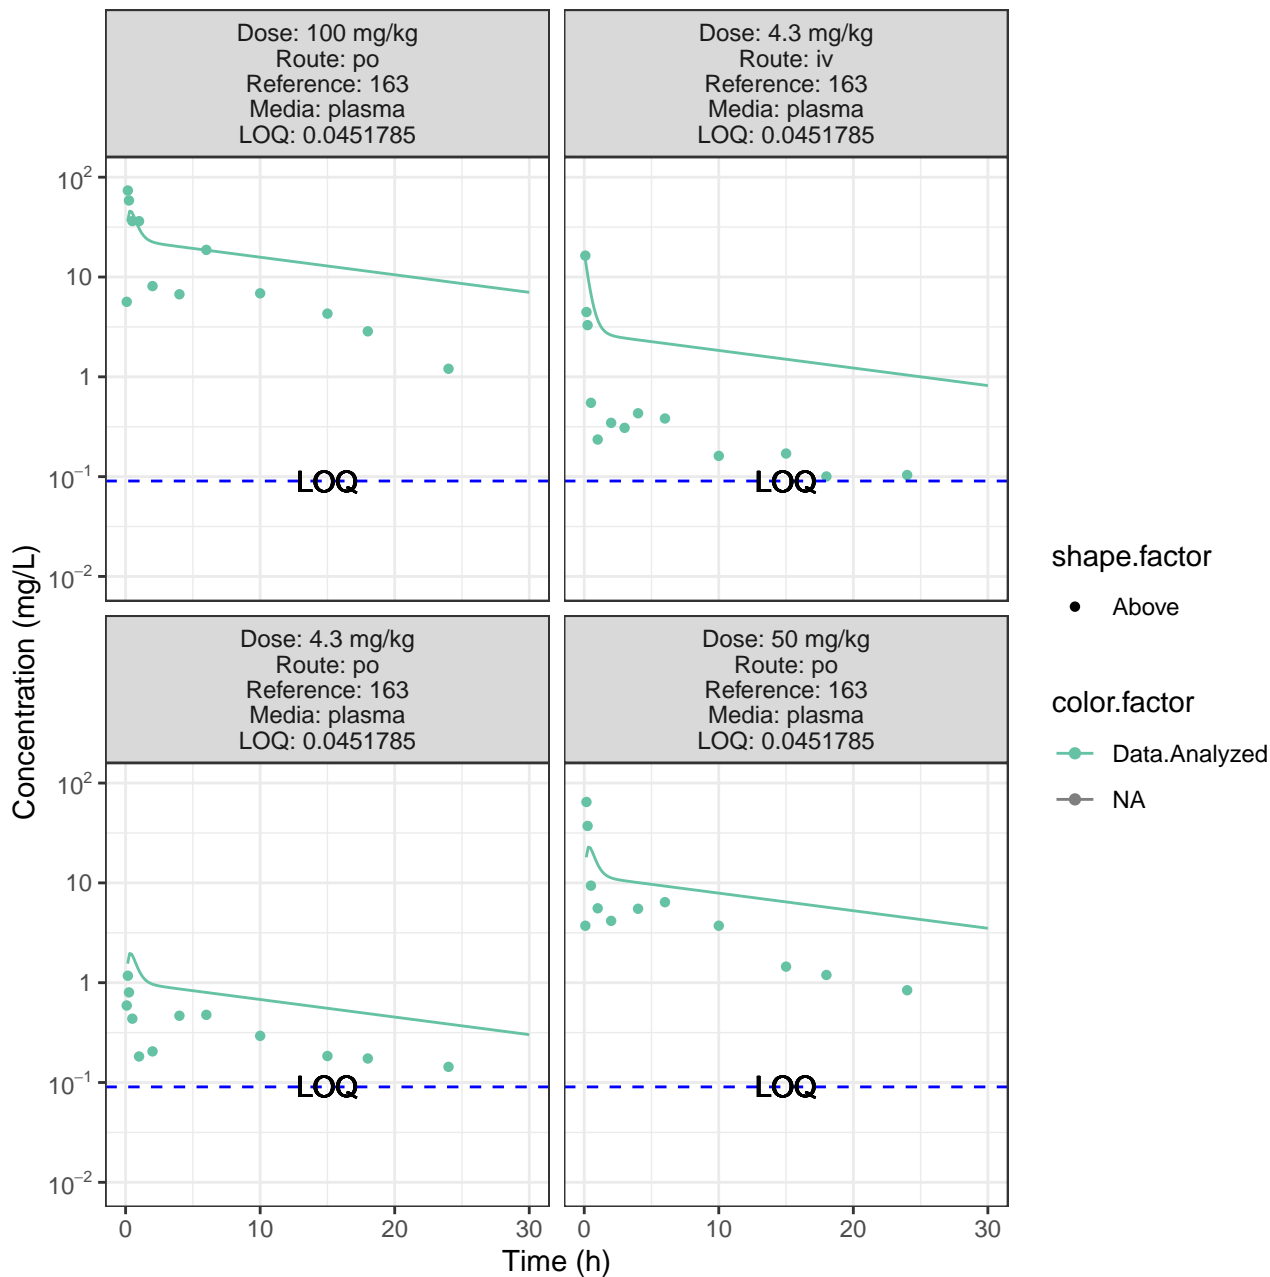 Dose: 100 mg/kg
Route: po
Reference: 163
Media: plasma
LOQ: 0.0451785
Dose: 4.3 mg/kg
Route: iv
Reference: 163
Media: plasma
LOQ: 0.0451785
10²
10
1
10⁻¹
10⁻²
LOQ
LOQ
Dose: 4.3 mg/kg
Route: po
Reference: 163
Media: plasma
LOQ: 0.0451785
Dose: 50 mg/kg
Route: po
Reference: 163
Media: plasma
LOQ: 0.0451785
10²
10
1
10⁻¹
10⁻²
LOQ
LOQ
0 10 20 30
0 10 20 30
Time (h)
Concentration (mg/L)
shape.factor
Above
color.factor
Data.Analyzed
NA